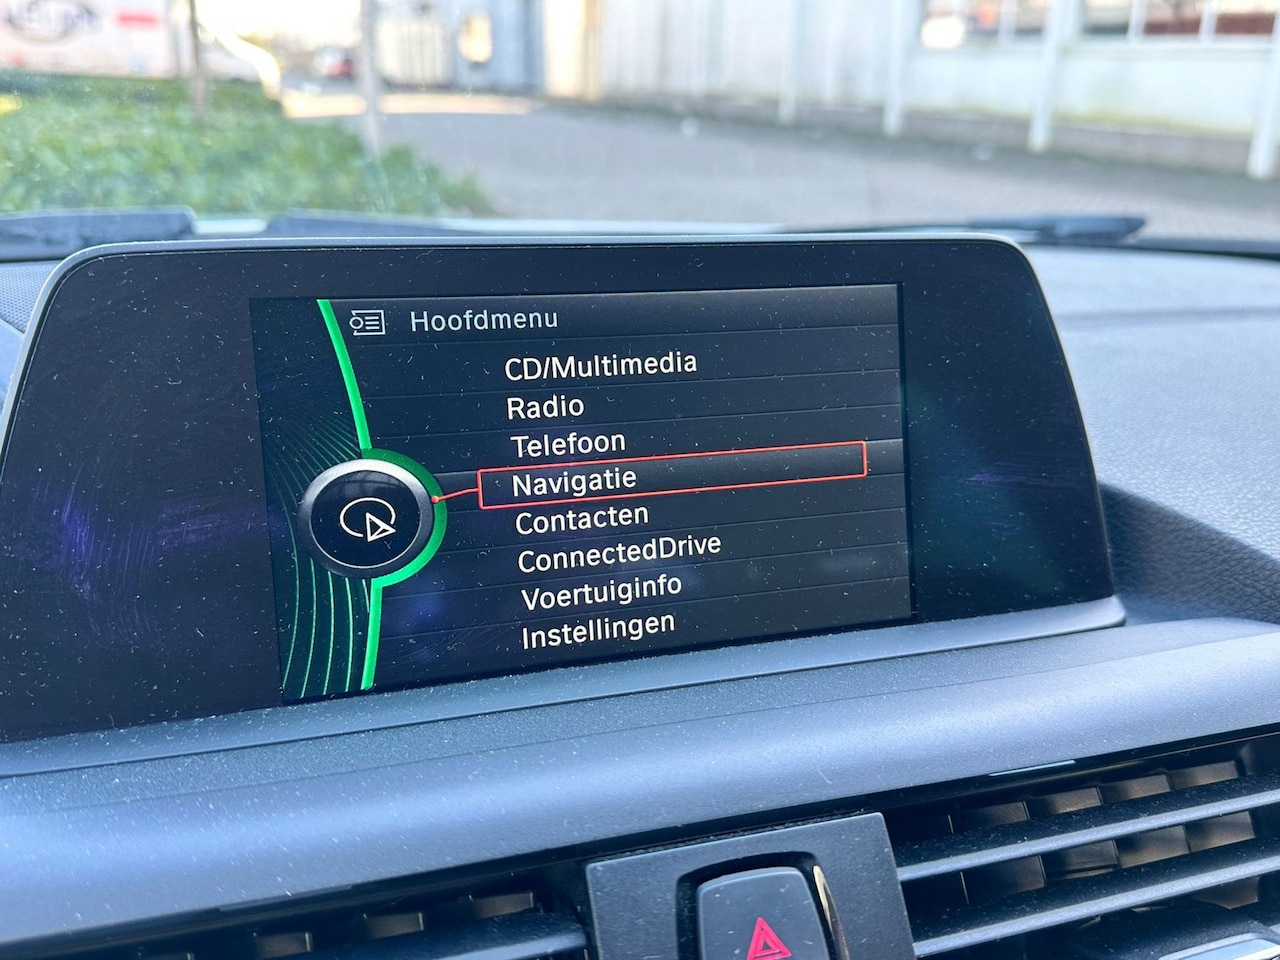 Hoofdmenu
CD/Multimedia
Radio
Telefoon
Navigatie
Contacten
ConnectedDrive
Voertuiginfo
Instellingen